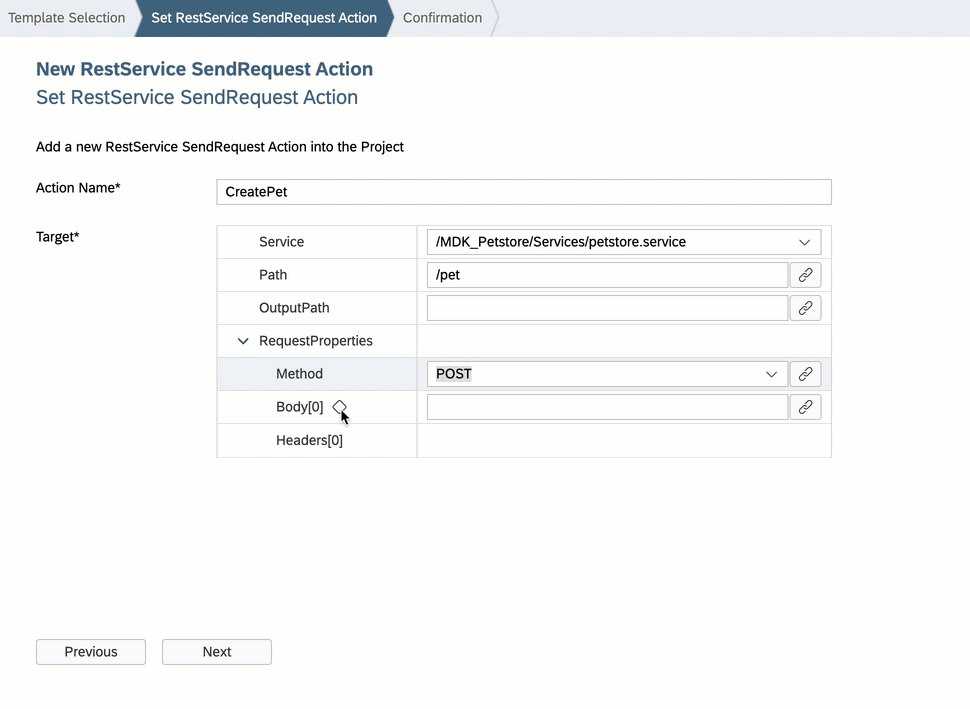 Template Selection Set RestService SendRequest Action Confirmation
New RestService SendRequest Action
Set RestService SendRequest Action
Add a new RestService SendRequest Action into the Project
Action Name* CreatePet
Target* Service /MDK_Petstore/Services/petstore.service
Path /pet
OutputPath
RequestProperties
Method POST
Body[0]
Headers[0]
Previous Next